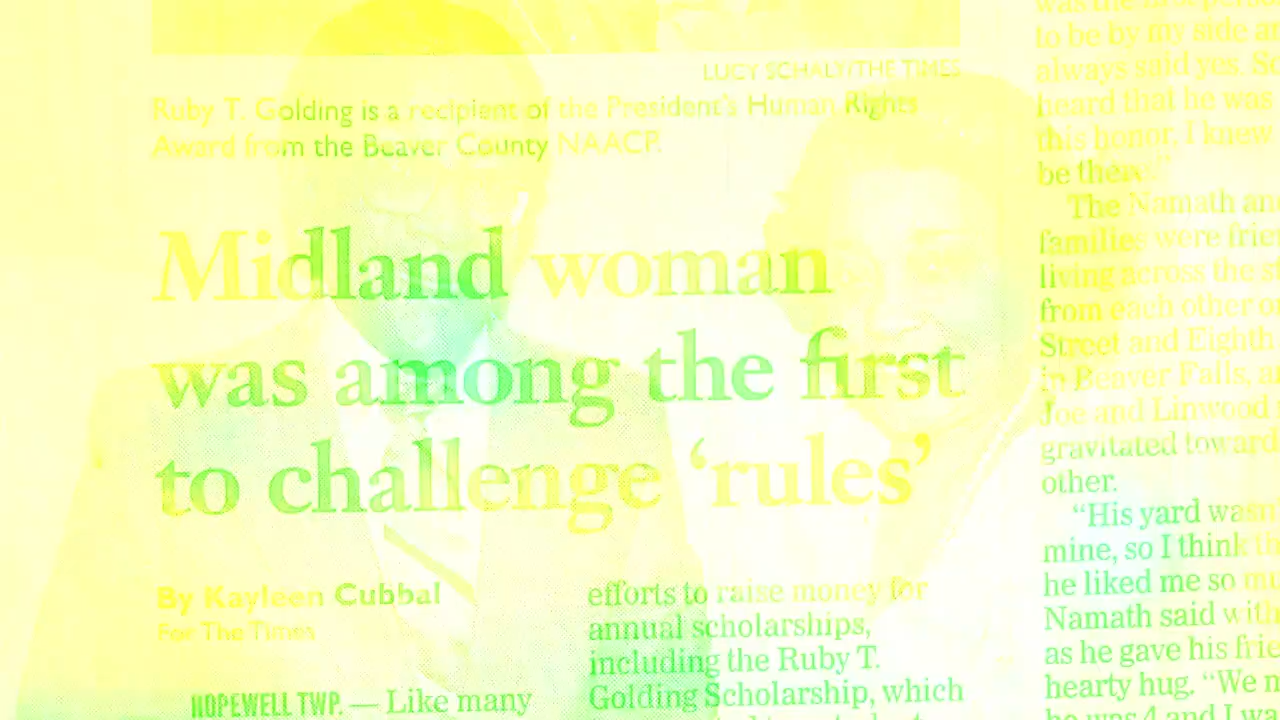 LUCY SCHALY/THE TIMES
Ruby T. Golding is a recipient of the President's Human Rights
Award from the Beaver County NAACP.
Midland woman
was among the first
to challenge ‘rules’
By Kayleen Cubbal
For The Times
HOPEWELL TWP. — Like many
efforts to raise money for
annual scholarships,
including the Ruby T.
Golding Scholarship, which
to be by my side
always said yes.
heard that he was
this honor, I knew
be there.”
The Namath
families were
living across the
from each other
Street and Eighth
in Beaver Falls,
Joe and Linwood
gravitated toward
other.
“His yard
mine, so I think
he liked me so
Namath said with
as he gave his
hearty hug. “We
he was 4 and I